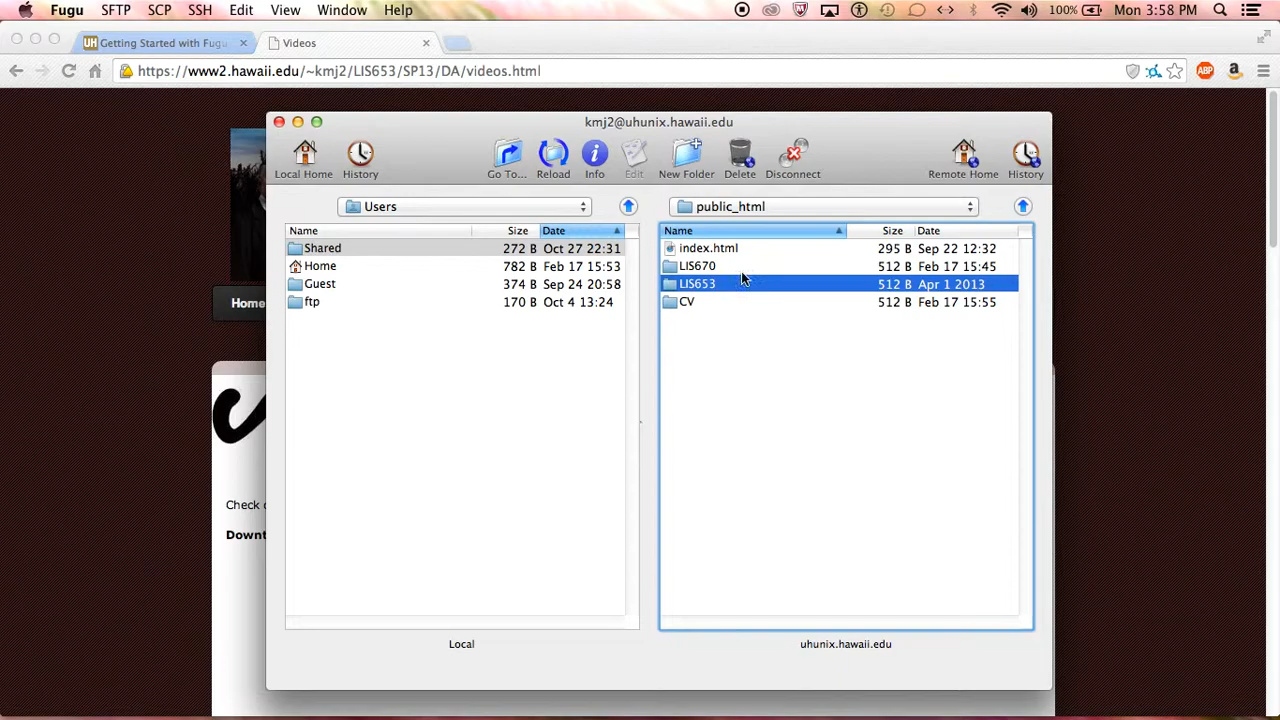 Fugu SFTP SCP SSH Edit View Window Help 100% Mon 3:58 PM
Getting Started with Fugu Videos
https://www2.hawaii.edu/~kmj2/LIS653/SP13/DA/videos.html
ABP a
kmj2@uhunix.hawaii.edu
Local Home History Go To... Reload Info Edit New Folder Delete Disconnect Remote Home History
Users public_html
Name Size Date Name Size Date
Shared 272 B Oct 27 22:31 index.html 295 B Sep 22 12:32
Home 782 B Feb 17 15:53 LIS670 512 B Feb 17 15:45
Guest 374 B Sep 24 20:58 LIS653 512 B Apr 1 2013
ftp 170 B Oct 4 13:24 CV 512 B Feb 17 15:55
Home
Check
Local uhunix.hawaii.edu